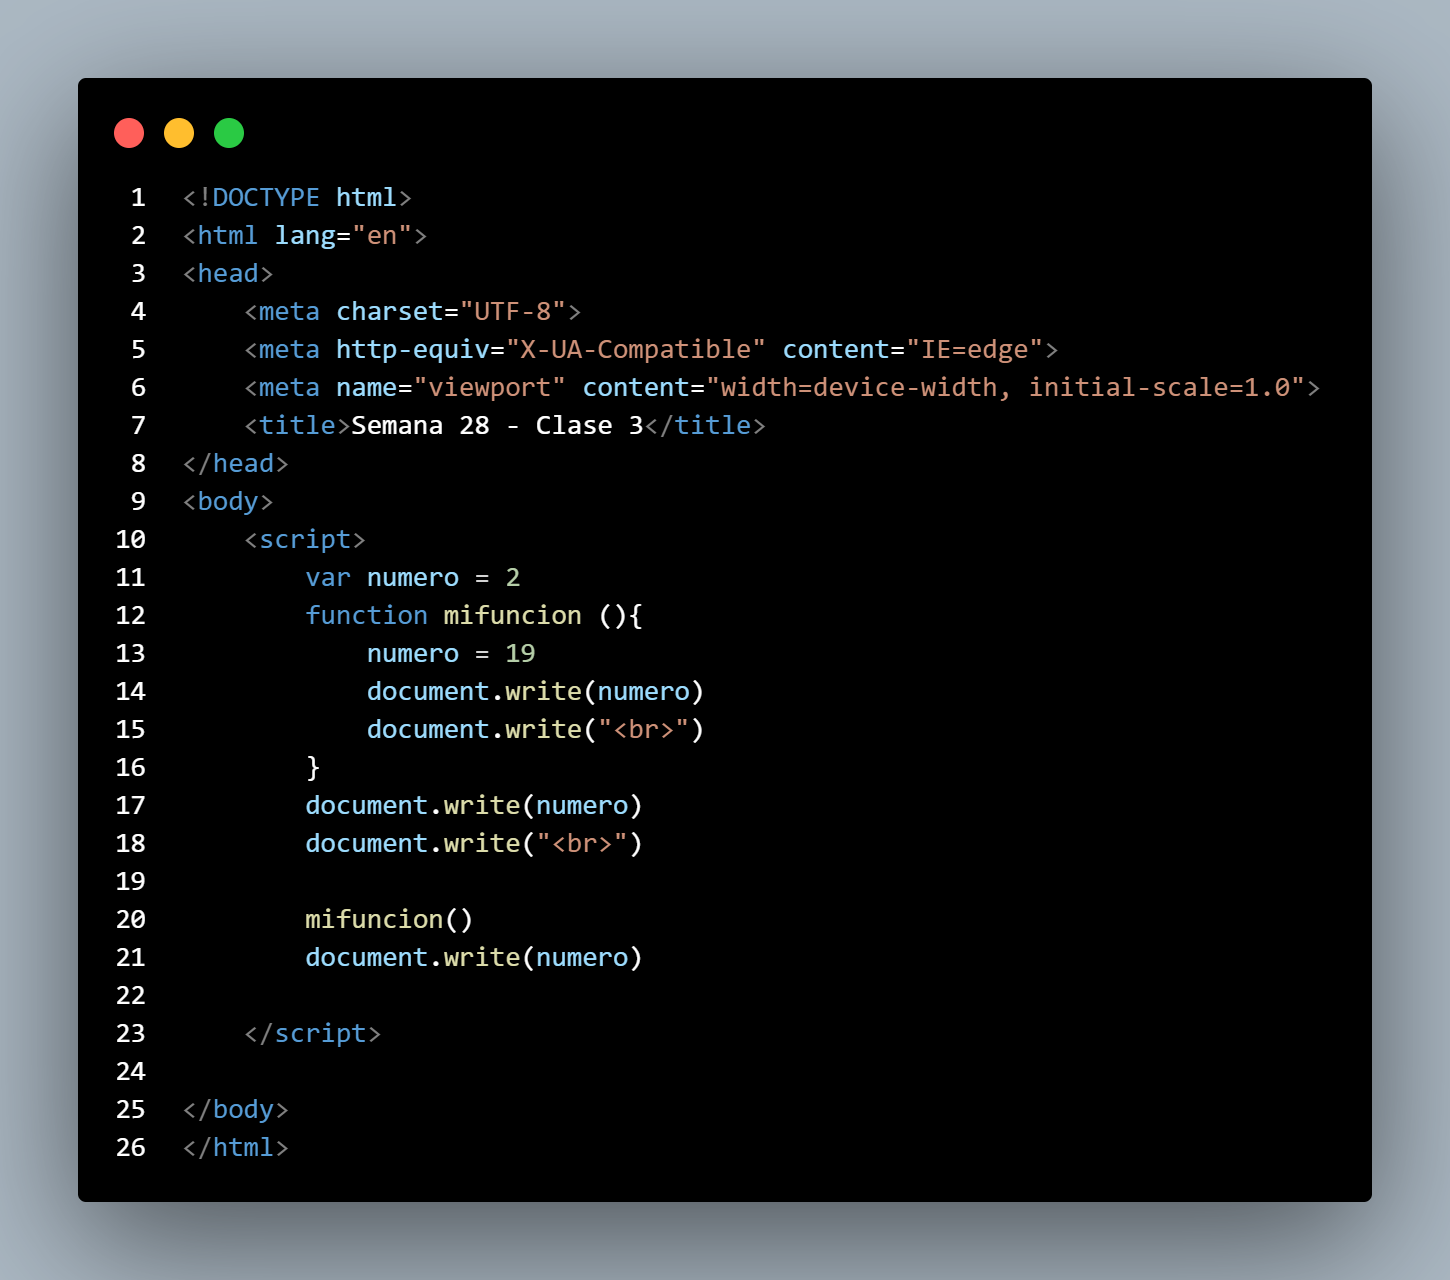 1 <!DOCTYPE html>
2 <html lang="en">
3 <head>
4     <meta charset="UTF-8">
5     <meta http-equiv="X-UA-Compatible" content="IE=edge">
6     <meta name="viewport" content="width=device-width, initial-scale=1.0">
7     <title>Semana 28 - Clase 3</title>
8 </head>
9 <body>
10     <script>
11         var numero = 2
12         function mifuncion (){
13             numero = 19
14             document.write(numero)
15             document.write("<br>")
16         }
17         document.write(numero)
18         document.write("<br>")
19
20         mifuncion()
21         document.write(numero)
22
23     </script>
24
25 </body>
26 </html>